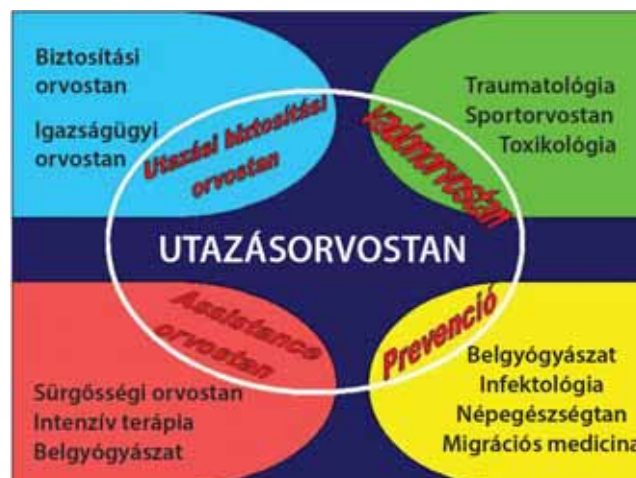 Biztosítási
orvostan
Igazságügyi
orvostan
Utazási biztosítási
orvostan
Traumatológia
Sportorvostan
Toxikológia
Vadonorvostan
UTAZÁSORVOSTAN
Assistance
orvostan
Sürgősségi orvostan
Intenzív terápia
Belgyógyászat
Prevenció
Belgyógyászat
Infektológia
Népegészségtan
Migrációs medicina